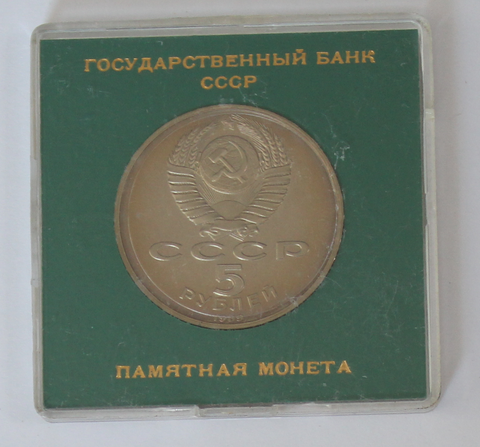 ГОСУДАРСТВЕННЫЙ БАНК
СССР
СССР
5
РУБЛЕЙ
ПАМЯТНАЯ МОНЕТА